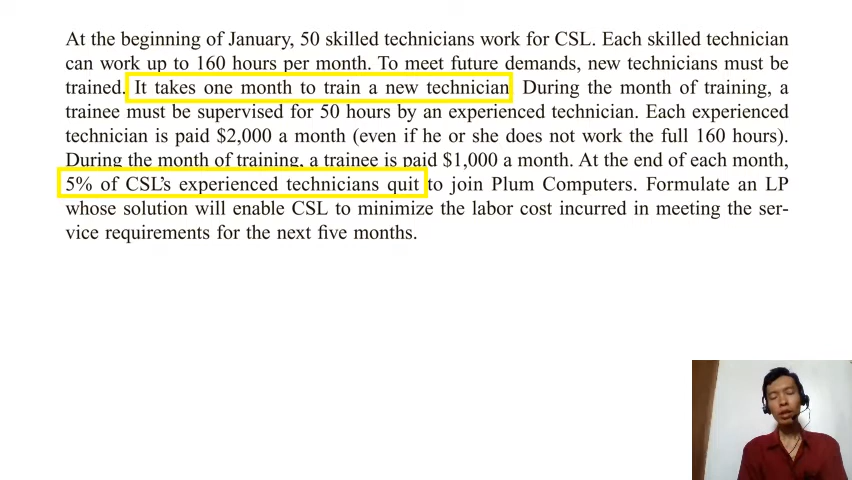 At the beginning of January, 50 skilled technicians work for CSL. Each skilled technician
can work up to 160 hours per month. To meet future demands, new technicians must be
trained. It takes one month to train a new technician. During the month of training, a
trainee must be supervised for 50 hours by an experienced technician. Each experienced
technician is paid $2,000 a month (even if he or she does not work the full 160 hours).
During the month of training, a trainee is paid $1,000 a month. At the end of each month,
5% of CSL's experienced technicians quit to join Plum Computers. Formulate an LP
whose solution will enable CSL to minimize the labor cost incurred in meeting the ser-
vice requirements for the next five months.